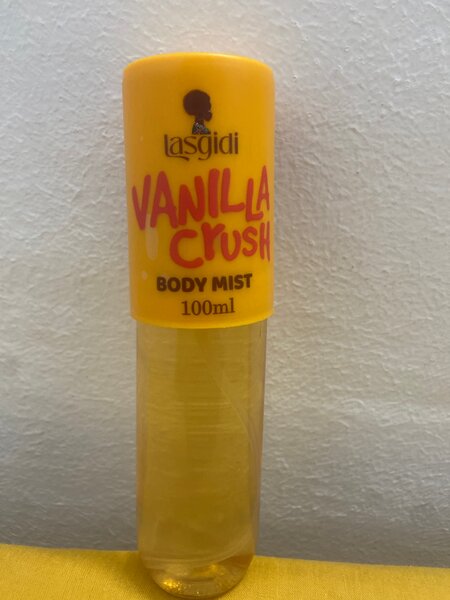 Lasgidi
VANILLA
CrUSH
BODY MIST
100ml